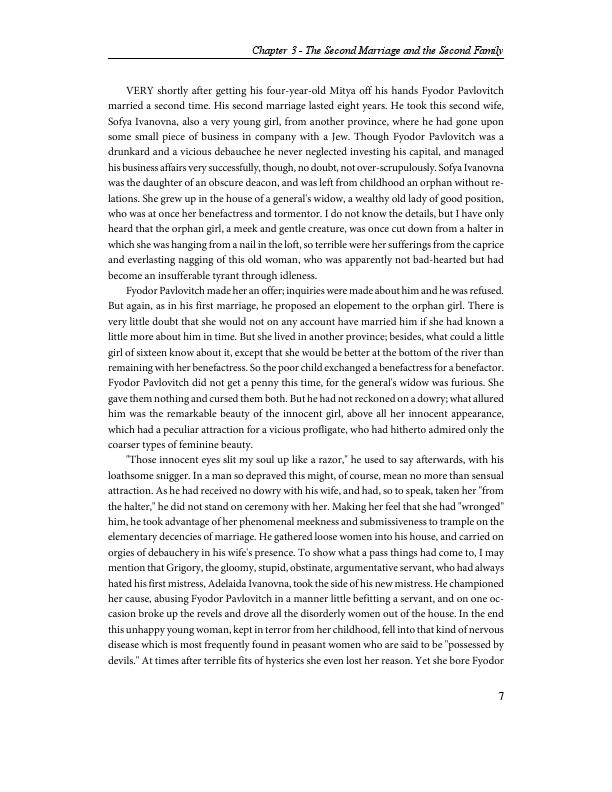 Chapter 3 - The Second Marriage and the Second Family
VERY shortly after getting his four-year-old Mitya off his hands Fyodor Pavlovitch
married a second time. His second marriage lasted eight years. He took this second wife,
Sofya Ivanovna, also a very young girl, from another province, where he had gone upon
some small piece of business in company with a Jew. Though Fyodor Pavlovitch was a
drunkard and a vicious debauchee he never neglected investing his capital, and managed
his business affairs very successfully, though, no doubt, not over-scrupulously. Sofya Ivanovna
was the daughter of an obscure deacon, and was left from childhood an orphan without re-
lations. She grew up in the house of a general's widow, a wealthy old lady of good position,
who was at once her benefactress and tormentor. I do not know the details, but I have only
heard that the orphan girl, a meek and gentle creature, was once cut down from a halter in
which she was hanging from a nail in the loft, so terrible were her sufferings from the caprice
and everlasting nagging of this old woman, who was apparently not bad-hearted but had
become an insufferable tyrant through idleness.
Fyodor Pavlovitch made her an offer; inquiries were made about him and he was refused.
But again, as in his first marriage, he proposed an elopement to the orphan girl. There is
very little doubt that she would not on any account have married him if she had known a
little more about him in time. But she lived in another province; besides, what could a little
girl of sixteen know about it, except that she would be better at the bottom of the river than
remaining with her benefactress. So the poor child exchanged a benefactress for a benefactor.
Fyodor Pavlovitch did not get a penny this time, for the general's widow was furious. She
gave them nothing and cursed them both. But he had not reckoned on a dowry; what allured
him was the remarkable beauty of the innocent girl, above all her innocent appearance,
which had a peculiar attraction for a vicious profligate, who had hitherto admired only the
coarser types of feminine beauty.
"Those innocent eyes slit my soul up like a razor," he used to say afterwards, with his
loathsome snigger. In a man so depraved this might, of course, mean no more than sensual
attraction. As he had received no dowry with his wife, and had, so to speak, taken her "from
the halter," he did not stand on ceremony with her. Making her feel that she had "wronged"
him, he took advantage of her phenomenal meekness and submissiveness to trample on the
elementary decencies of marriage. He gathered loose women into his house, and carried on
orgies of debauchery in his wife's presence. To show what a pass things had come to, I may
mention that Grigory, the gloomy, stupid, obstinate, argumentative servant, who had always
hated his first mistress, Adelaida Ivanovna, took the side of his new mistress. He championed
her cause, abusing Fyodor Pavlovitch in a manner little befitting a servant, and on one oc-
casion broke up the revels and drove all the disorderly women out of the house. In the end
this unhappy young woman, kept in terror from her childhood, fell into that kind of nervous
disease which is most frequently found in peasant women who are said to be "possessed by
devils." At times after terrible fits of hysterics she even lost her reason. Yet she bore Fyodor
7